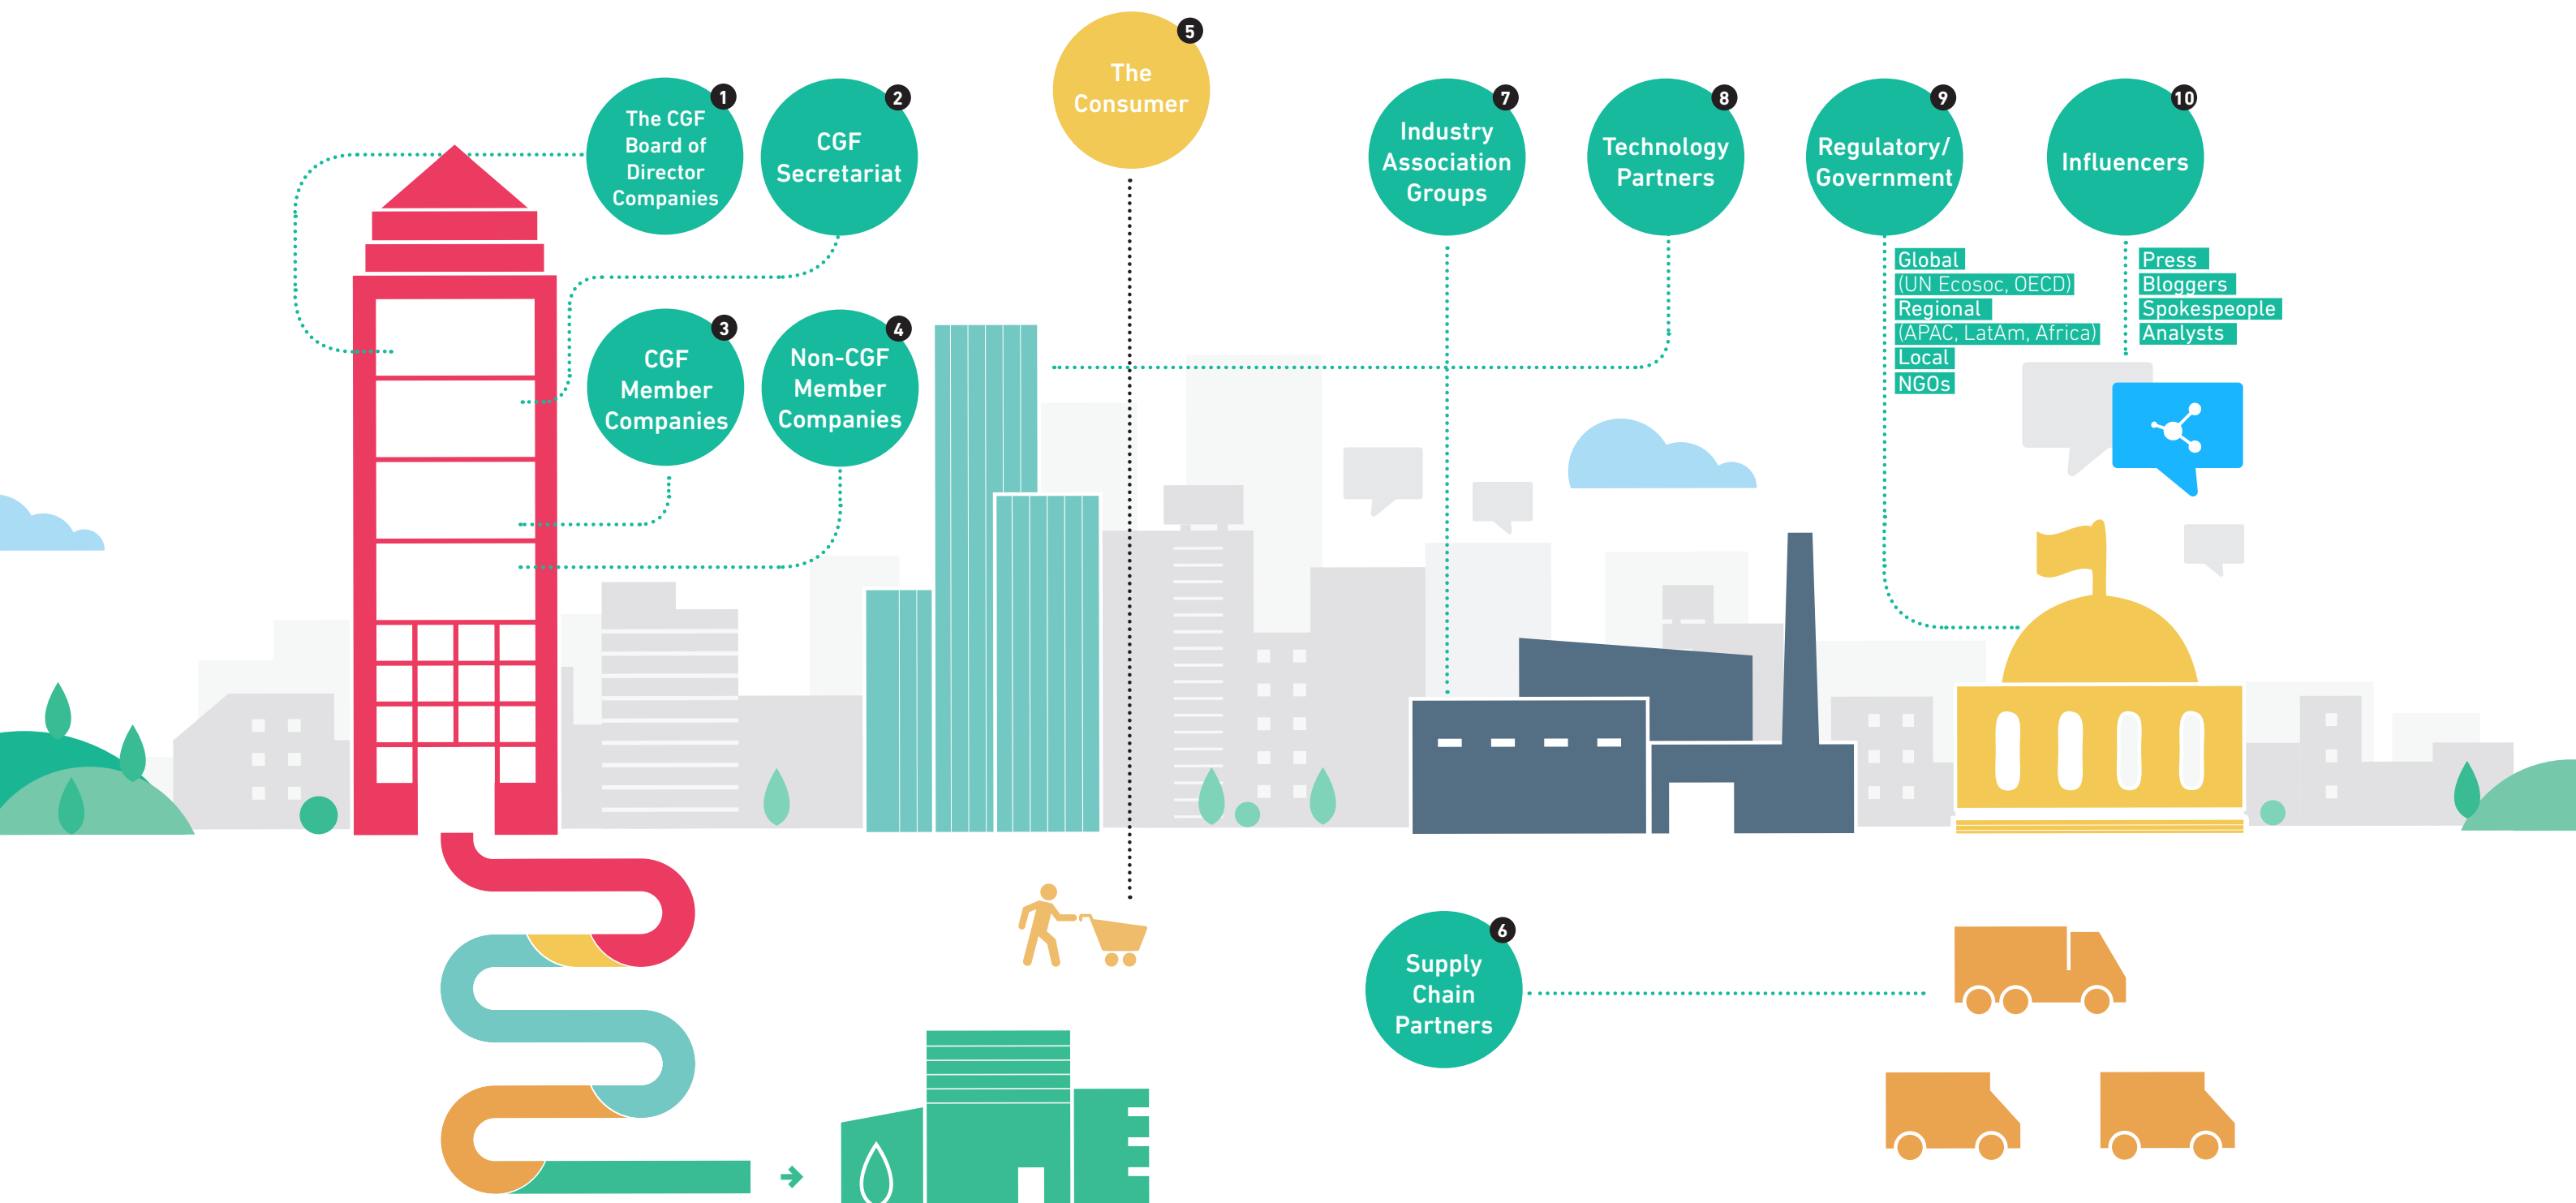 1
The CGF
Board of
Director
Companies
2
CGF
Secretariat
3
CGF
Member
Companies
4
Non-CGF
Member
Companies
5
The
Consumer
7
Industry
Association
Groups
8
Technology
Partners
9
Regulatory/
Government
Global
(UN Ecosoc, OECD)
Regional
(APAC, LatAm, Africa)
Local
NGOs
10
Influencers
Press
Bloggers
Spokespeople
Analysts
6
Supply
Chain
Partners